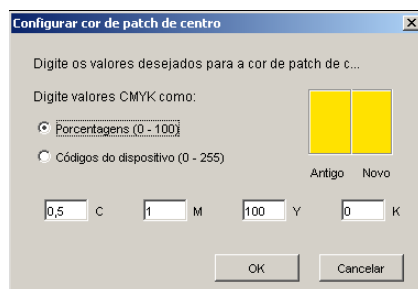 Configurar cor de patch de centro
Digite os valores desejados para a cor de patch de c...
Digite valores CMYK como:
Porcentagens (0 - 100)
Códigos do dispositivo (0 - 255)
Antigo Novo
0,5 C 1 M 100 Y 0 K
OK Cancelar